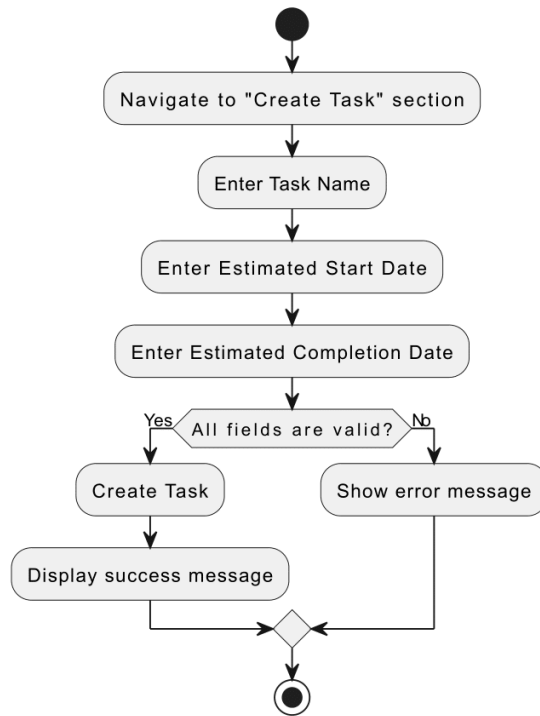 Navigate to "Create Task" section
Enter Task Name
Enter Estimated Start Date
Enter Estimated Completion Date
Yes
All fields are valid?
No
Create Task
Show error message
Display success message